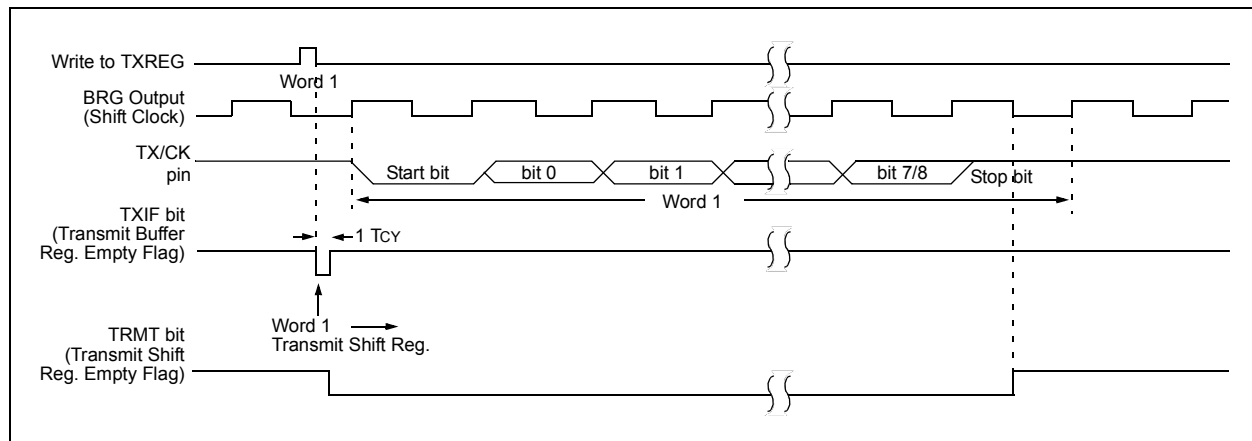 Write to TXREG
Word 1
BRG Output
(Shift Clock)
TX/CK
pin
Start bit
bit 0
bit 1
bit 7/8
Stop bit
Word 1
TXIF bit
(Transmit Buffer
Reg. Empty Flag)
1 TCY
Word 1
Transmit Shift Reg.
TRMT bit
(Transmit Shift
Reg. Empty Flag)